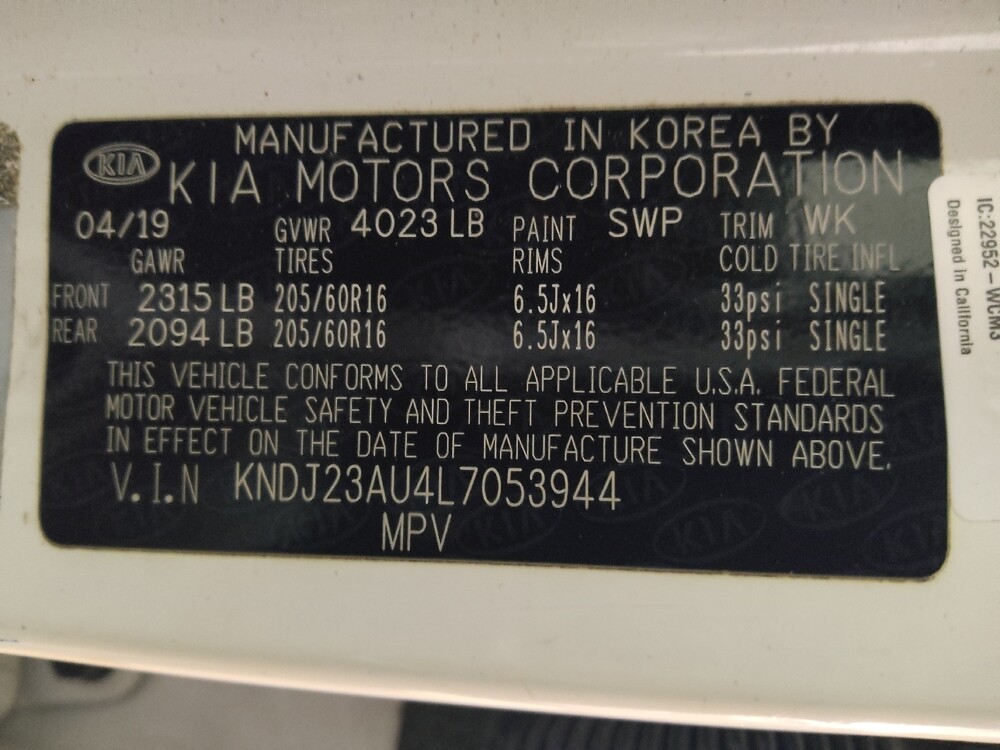 MANUFACTURED IN KOREA BY
KIA KIA MOTORS CORPORATION
04/19 GVWR 4023 LB PAINT SWP TRIM WK
GAWR TIRES RIMS COLD TIRE INFL
FRONT 2315 LB 205/60R16 6.5Jx16 33psi SINGLE
REAR 2094 LB 205/60R16 6.5Jx16 33psi SINGLE
THIS VEHICLE CONFORMS TO ALL APPLICABLE U.S.A. FEDERAL
MOTOR VEHICLE SAFETY AND THEFT PREVENTION STANDARDS
IN EFFECT ON THE DATE OF MANUFACTURE SHOWN ABOVE.
V.I.N KNDJ23AU4L7053944
MPV
IC:22952-WCM3
Designed in California